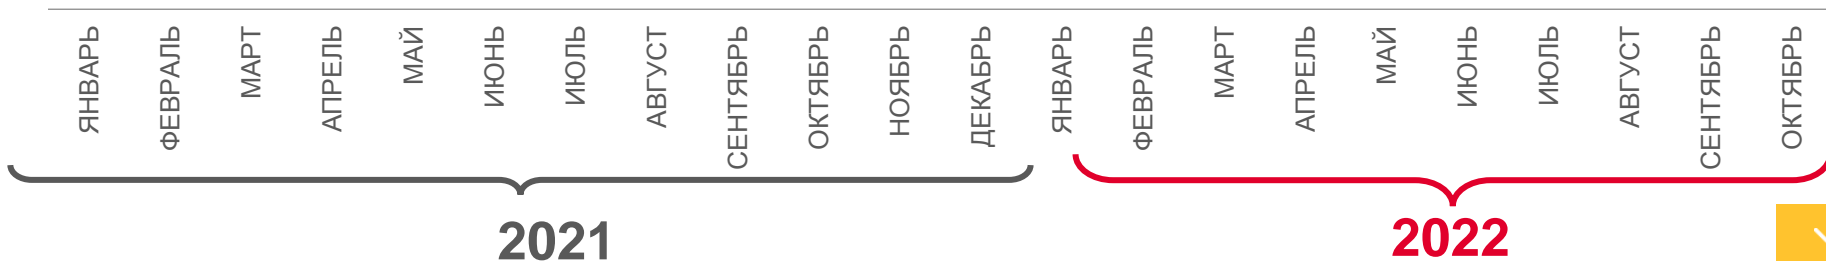 ЯНВАРЬ
ФЕВРАЛЬ
МАРТ
АПРЕЛЬ
МАЙ
ИЮНЬ
ИЮЛЬ
АВГУСТ
СЕНТЯБРЬ
ОКТЯБРЬ
НОЯБРЬ
ДЕКАБРЬ
ЯНВАРЬ
ФЕВРАЛЬ
МАРТ
АПРЕЛЬ
МАЙ
ИЮНЬ
ИЮЛЬ
АВГУСТ
СЕНТЯБРЬ
ОКТЯБРЬ
2021
2022